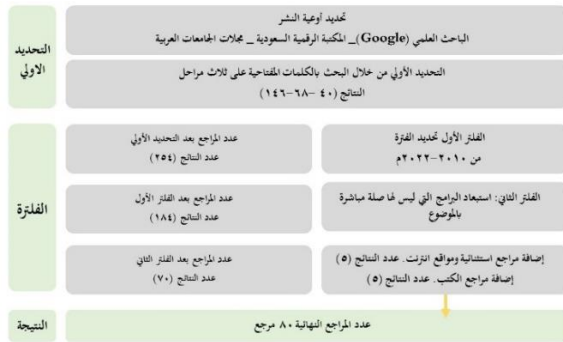 التحديد
الاولي
تحديد أوعية النشر
الباحث العلمي (Google)_ المكتبة الرقمية السعودية _ مجلات الجامعات العربية
التحديد الأولي من خلال البحث بالكلمات المفتاحية على ثلاث مراحل
النتائج (٤٠ -٦٨-١٤٦)
الفلترة
الفلتر الأول تحديد الفترة
من ٢٠١٠-٢٠٢٢م
عدد المراجع بعد التحديد الأولي
عدد النتائج (٢٥٤)
الفلتر الثاني: استبعاد البرامج التي ليس لها صلة مباشرة
بالموضوع
عدد المراجع بعد الفلتر الأول
عدد النتائج (١٨٤)
إضافة مراجع استثنائية ومواقع انترنت. عدد النتائج (٥)
إضافة مراجع الكتب. عدد النتائج (٥)
عدد المراجع بعد الفلتر الثاني
عدد النتائج (٧٠)
النتيجة
عدد المراجع النهائية ٨٠ مرجع